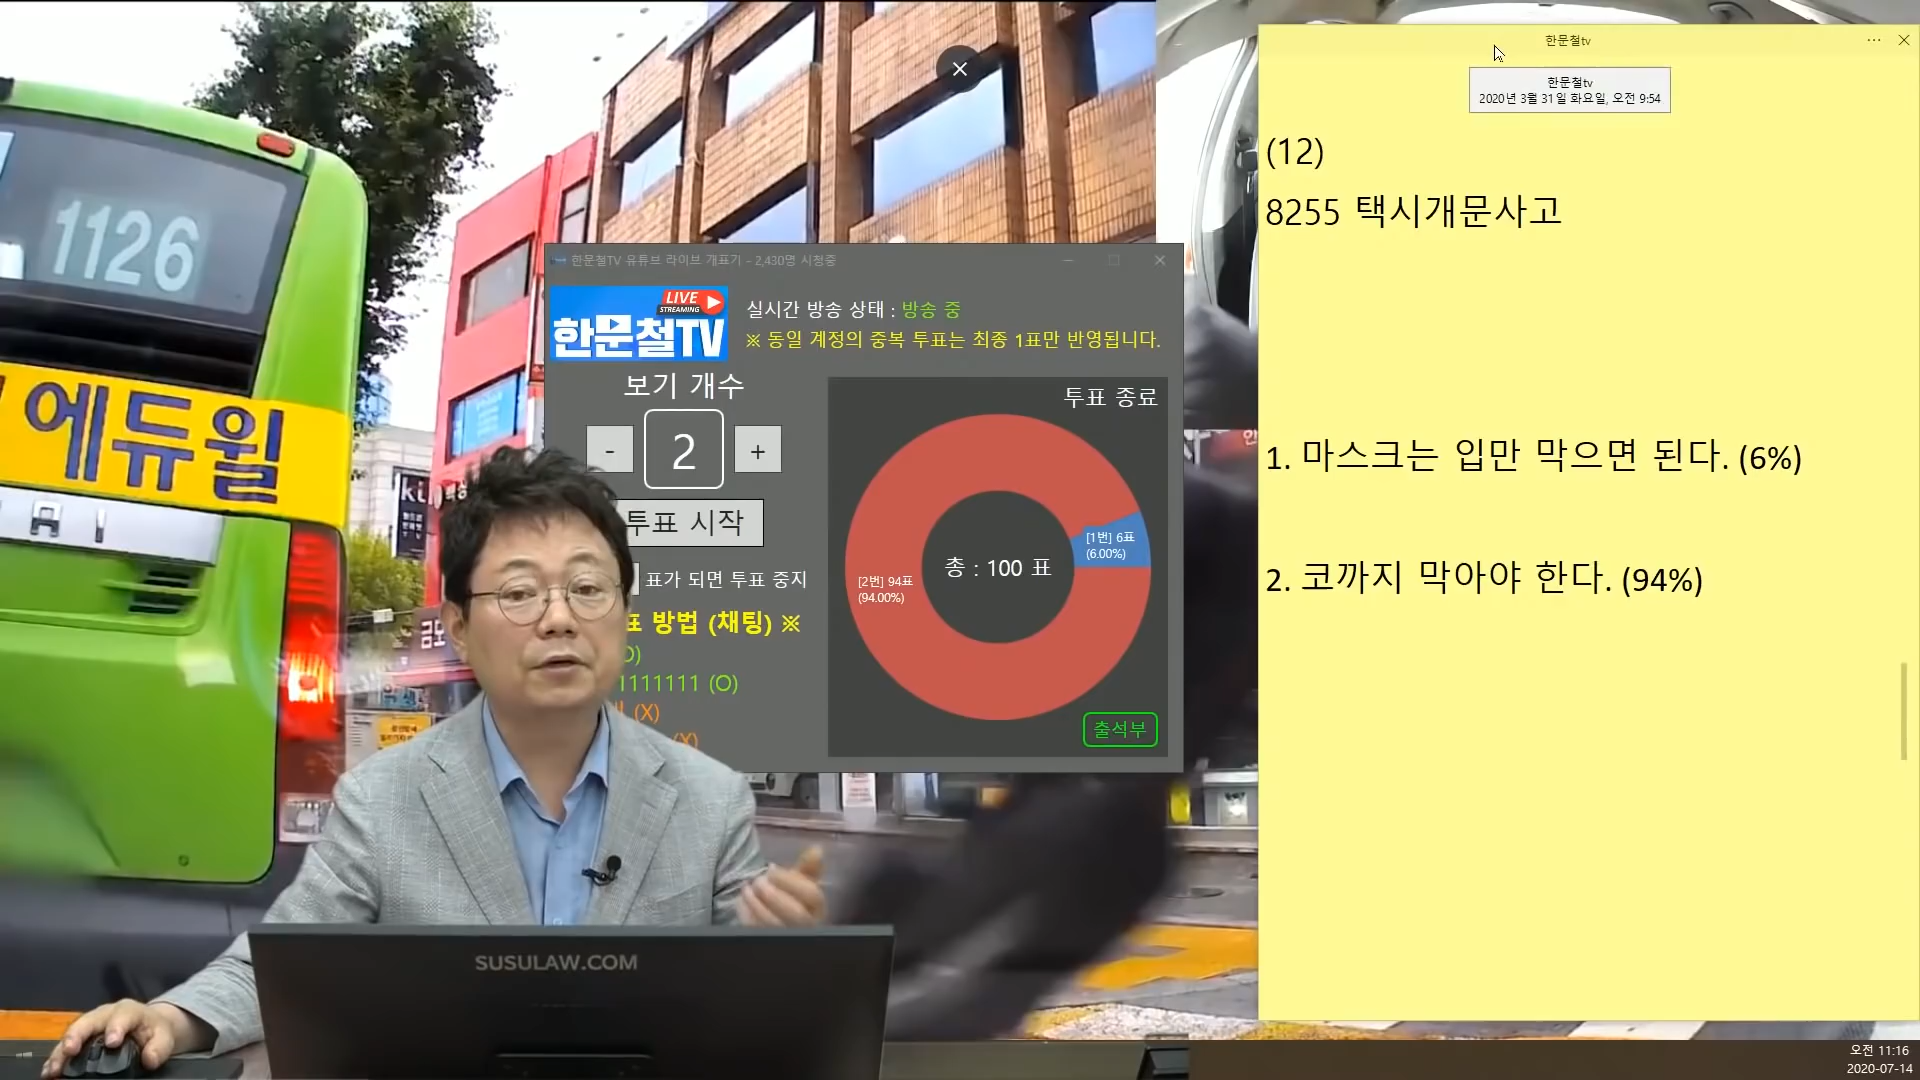 1126
에듀윌
한문철TV 유튜브 라이브 개표기 - 2,430명 시청중
LIVE
STREAMING
한문철TV
실시간 방송 상태 : 방송 중
※ 동일 계정의 중복 투표는 최종 1표만 반영됩니다.
보기 개수
-
2
+
투표 시작
표가 되면 투표 중지
표 방법 (채팅) ※
O)
1111111 (O)
(X)
(X)
투표 종료
[1번] 6표
(6.00%)
총 : 100 표
[2번] 94표
(94.00%)
출석부
SUSULAW.COM
한문철tv
한문철tv
2020년 3월 31일 화요일, 오전 9:54
(12)
8255 택시개문사고
1. 마스크는 입만 막으면 된다. (6%)
2. 코까지 막아야 한다. (94%)
오전 11:16
2020-07-14